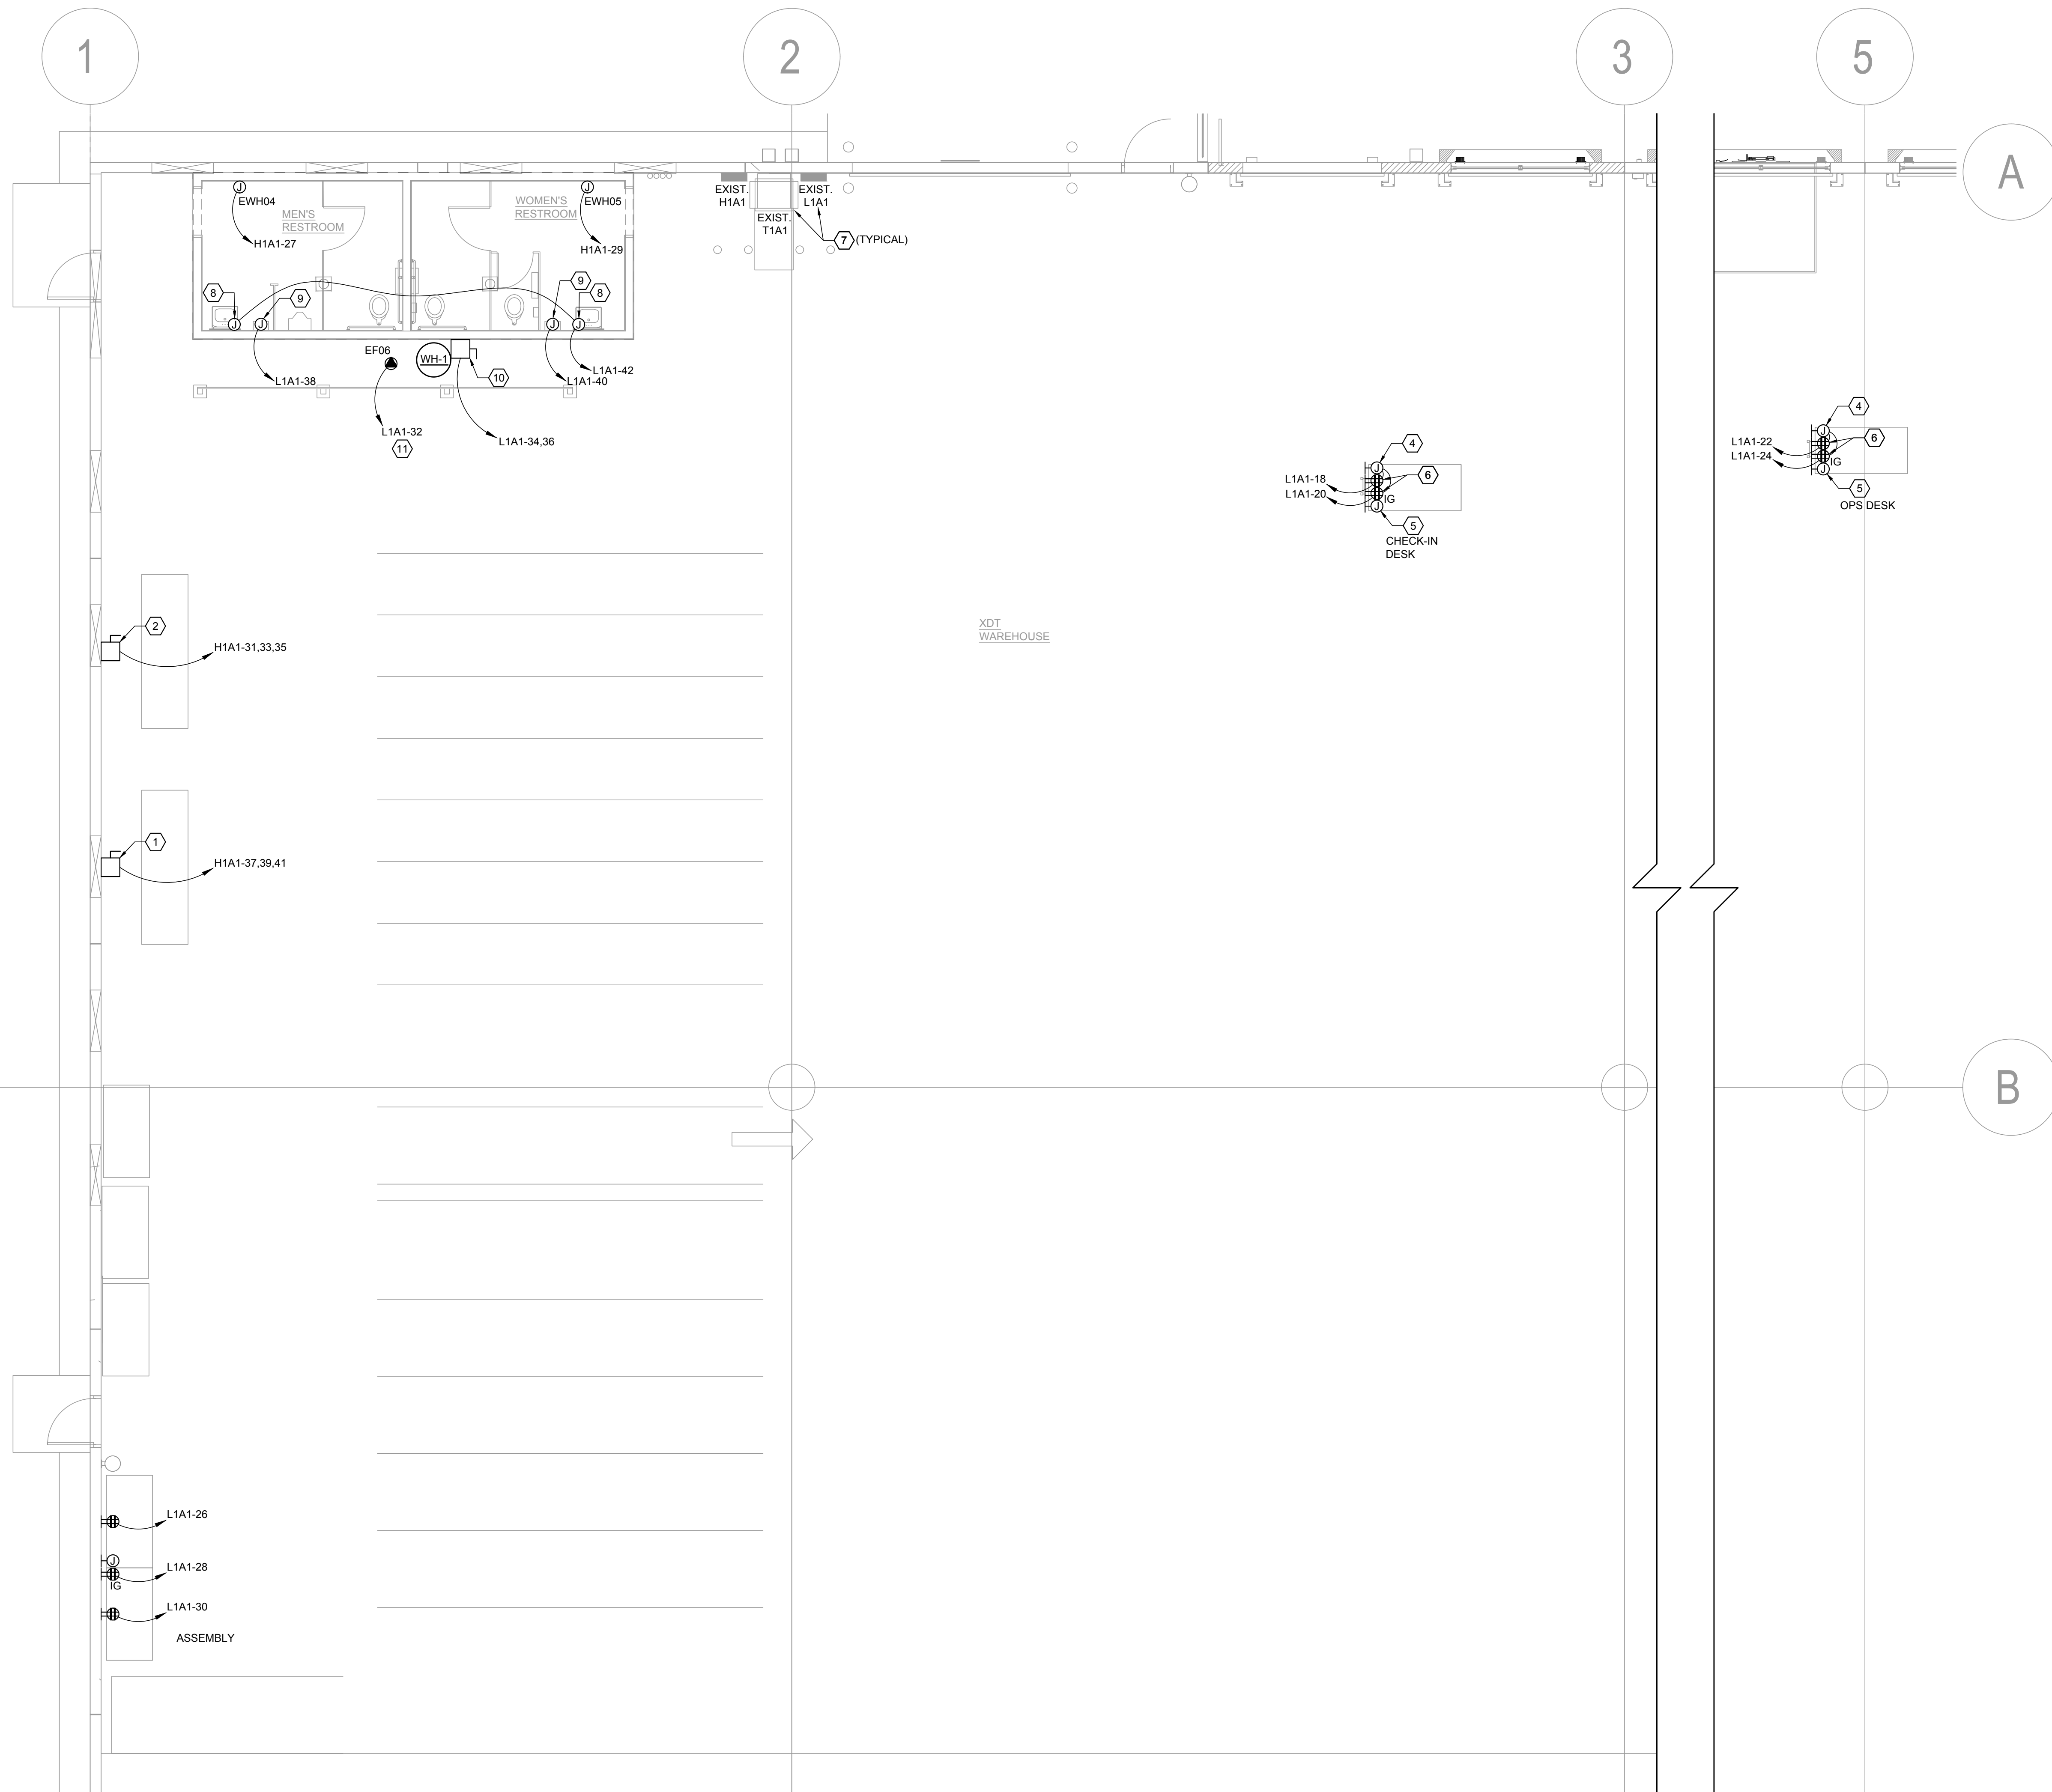 1
2
3
5
A
EWH04
MEN'S
RESTROOM
WOMEN'S
RESTROOM
EWH05
EXIST.
H1A1
EXIST.
L1A1
EXIST.
T1A1
7
(TYPICAL)
H1A1-27
H1A1-29
J
J
8
9
9
8
J
J
J
J
EF06
WH-1
10
L1A1-38
L1A1-40
L1A1-42
L1A1-32
11
L1A1-34,36
4
J
L1A1-18
L1A1-20
6
IG
J
5
CHECK-IN
DESK
4
J
L1A1-22
L1A1-24
6
IG
J
5
OPS DESK
2
H1A1-31,33,35
XDT
WAREHOUSE
1
H1A1-37,39,41
B
L1A1-26
J
L1A1-28
IG
L1A1-30
ASSEMBLY